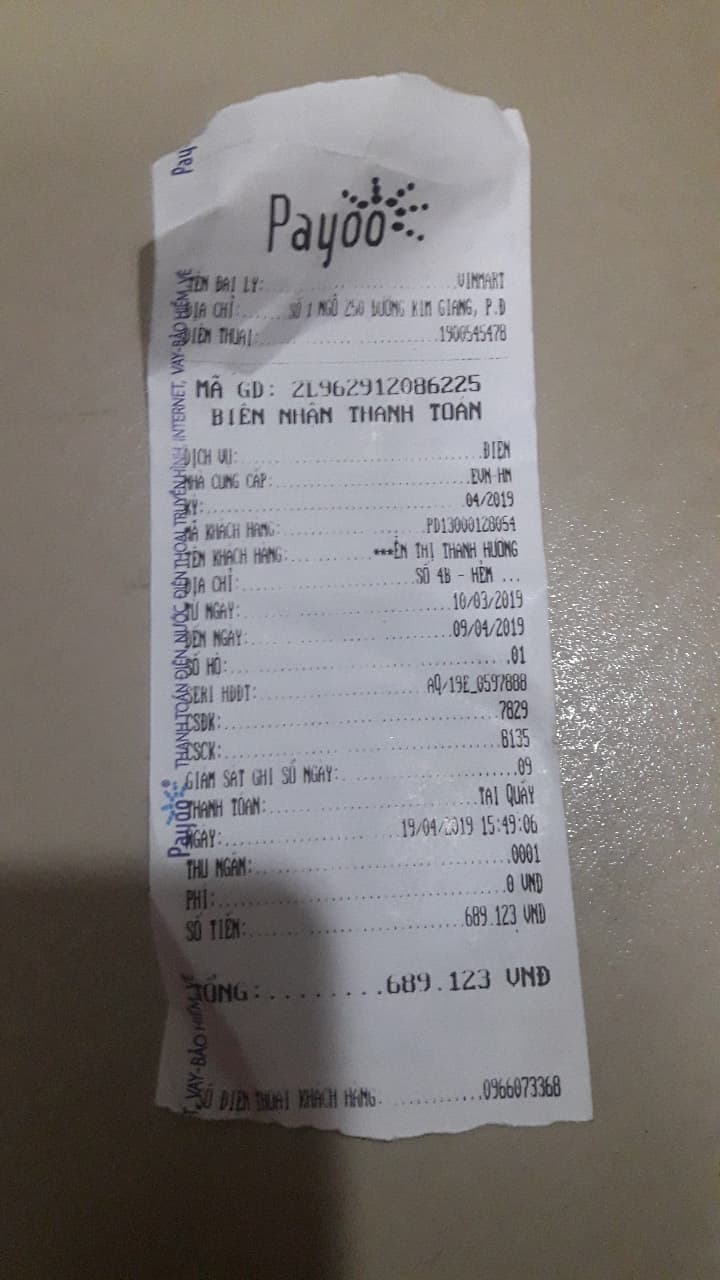 Payoo
TÊN ĐẠI LÝ:.......................VINMART
ĐỊA CHỈ:......SỐ 1 NGÕ 250 ĐƯỜNG KIM GIANG, P.Đ
ĐIỆN THOẠI:.......................1900545478
MÃ GD: ZL962912086225
BIÊN NHẬN THANH TOÁN
DỊCH VỤ:.......................ĐIỆN
NHÀ CUNG CẤP:.......................EVN-HN
KỲ:.......................04/2019
MÃ KHÁCH HÀNG:.......................PD13000128054
TÊN KHÁCH HÀNG:...........***ỄN THỊ THANH HƯƠNG
ĐỊA CHỈ:.......................SỐ 4B - HẺM ...
TỪ NGÀY:.......................10/03/2019
ĐẾN NGÀY:.......................09/04/2019
SỐ HỘ:.......................01
SERI HDDT:.......................AQ/19E_0597888
CSĐK:.......................7829
CSCK:.......................8135
GIÁM SÁT GHI SỔ NGÀY:.......................09
THANH TOÁN:.......................TẠI QUẦY
NGÀY:.......................19/04/2019 15:49:06
THU NGÂN:.......................0001
PHÍ:.......................0 VNĐ
SỐ TIỀN:.......................689.123 VNĐ
TỔNG:.........689.123 VNĐ
SỐ ĐIỆN THOẠI KHÁCH HÀNG:............0966073368
Pay
Payoo THANH TOÁN ĐIỆN NƯỚC ĐIỆN THOẠI TRUYỀN HÌNH INTERNET, VAY-BẢO HIỂM, VÉ
T, VAY-BẢO HIỂM, VÉ